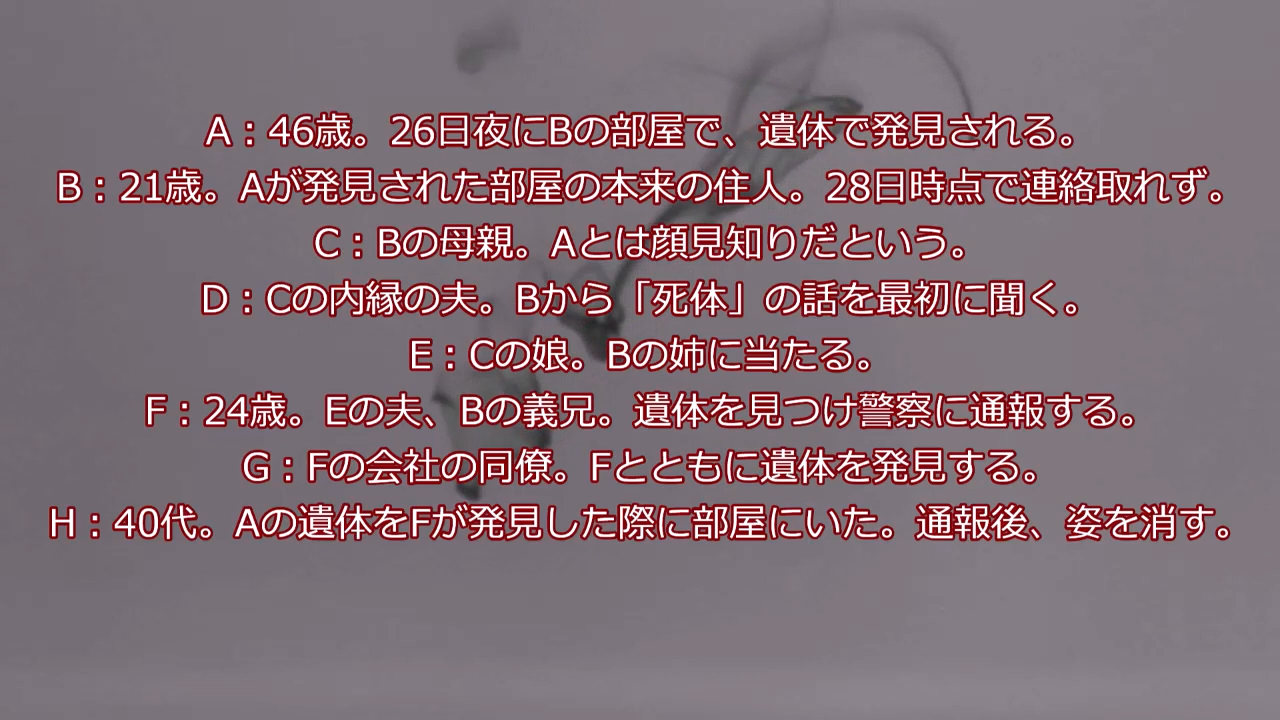 A：46歳。26日夜にBの部屋で、遺体で発見される。
B：21歳。Aが発見された部屋の本来の住人。28日時点で連絡取れず。
C：Bの母親。Aとは顔見知りだという。
D：Cの内縁の夫。Bから「死体」の話を最初に聞く。
E：Cの娘。Bの姉に当たる。
F：24歳。Eの夫、Bの義兄。遺体を見つけ警察に通報する。
G：Fの会社の同僚。Fとともに遺体を発見する。
H：40代。Aの遺体をFが発見した際に部屋にいた。通報後、姿を消す。